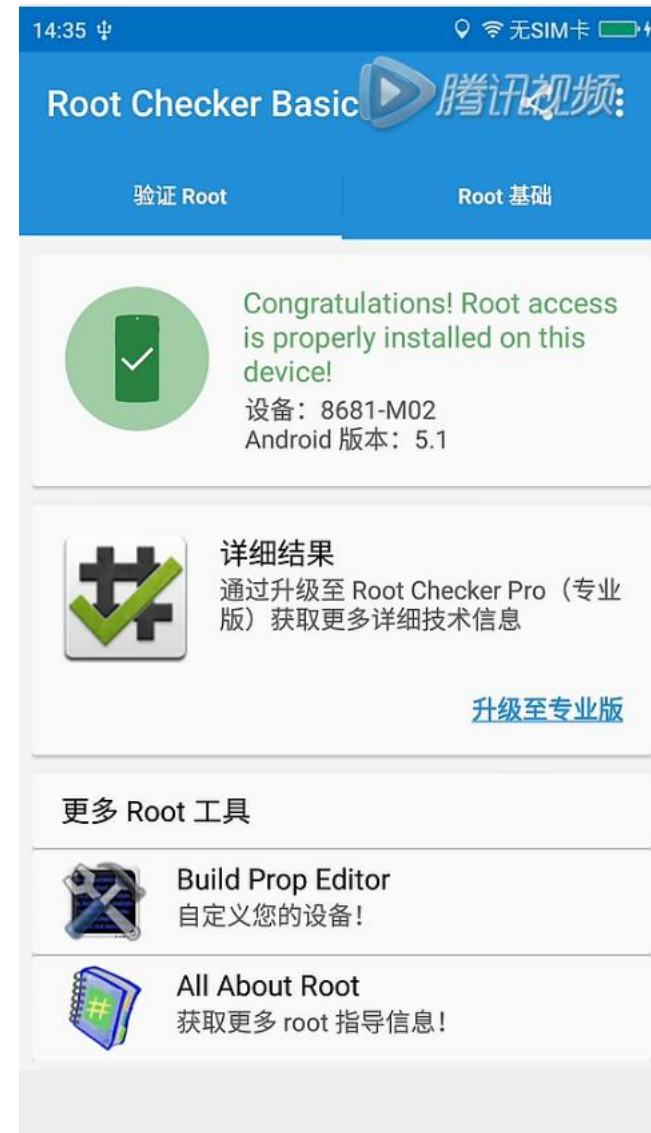 14:35 无SIM卡
Root Checker Basic 腾讯视频
验证 Root Root 基础
Congratulations! Root access
is properly installed on this
device!
设备：8681-M02
Android 版本：5.1
详细结果
通过升级至 Root Checker Pro（专业
版）获取更多详细技术信息
升级至专业版
更多 Root 工具
Build Prop Editor
自定义您的设备！
All About Root
获取更多 root 指导信息！